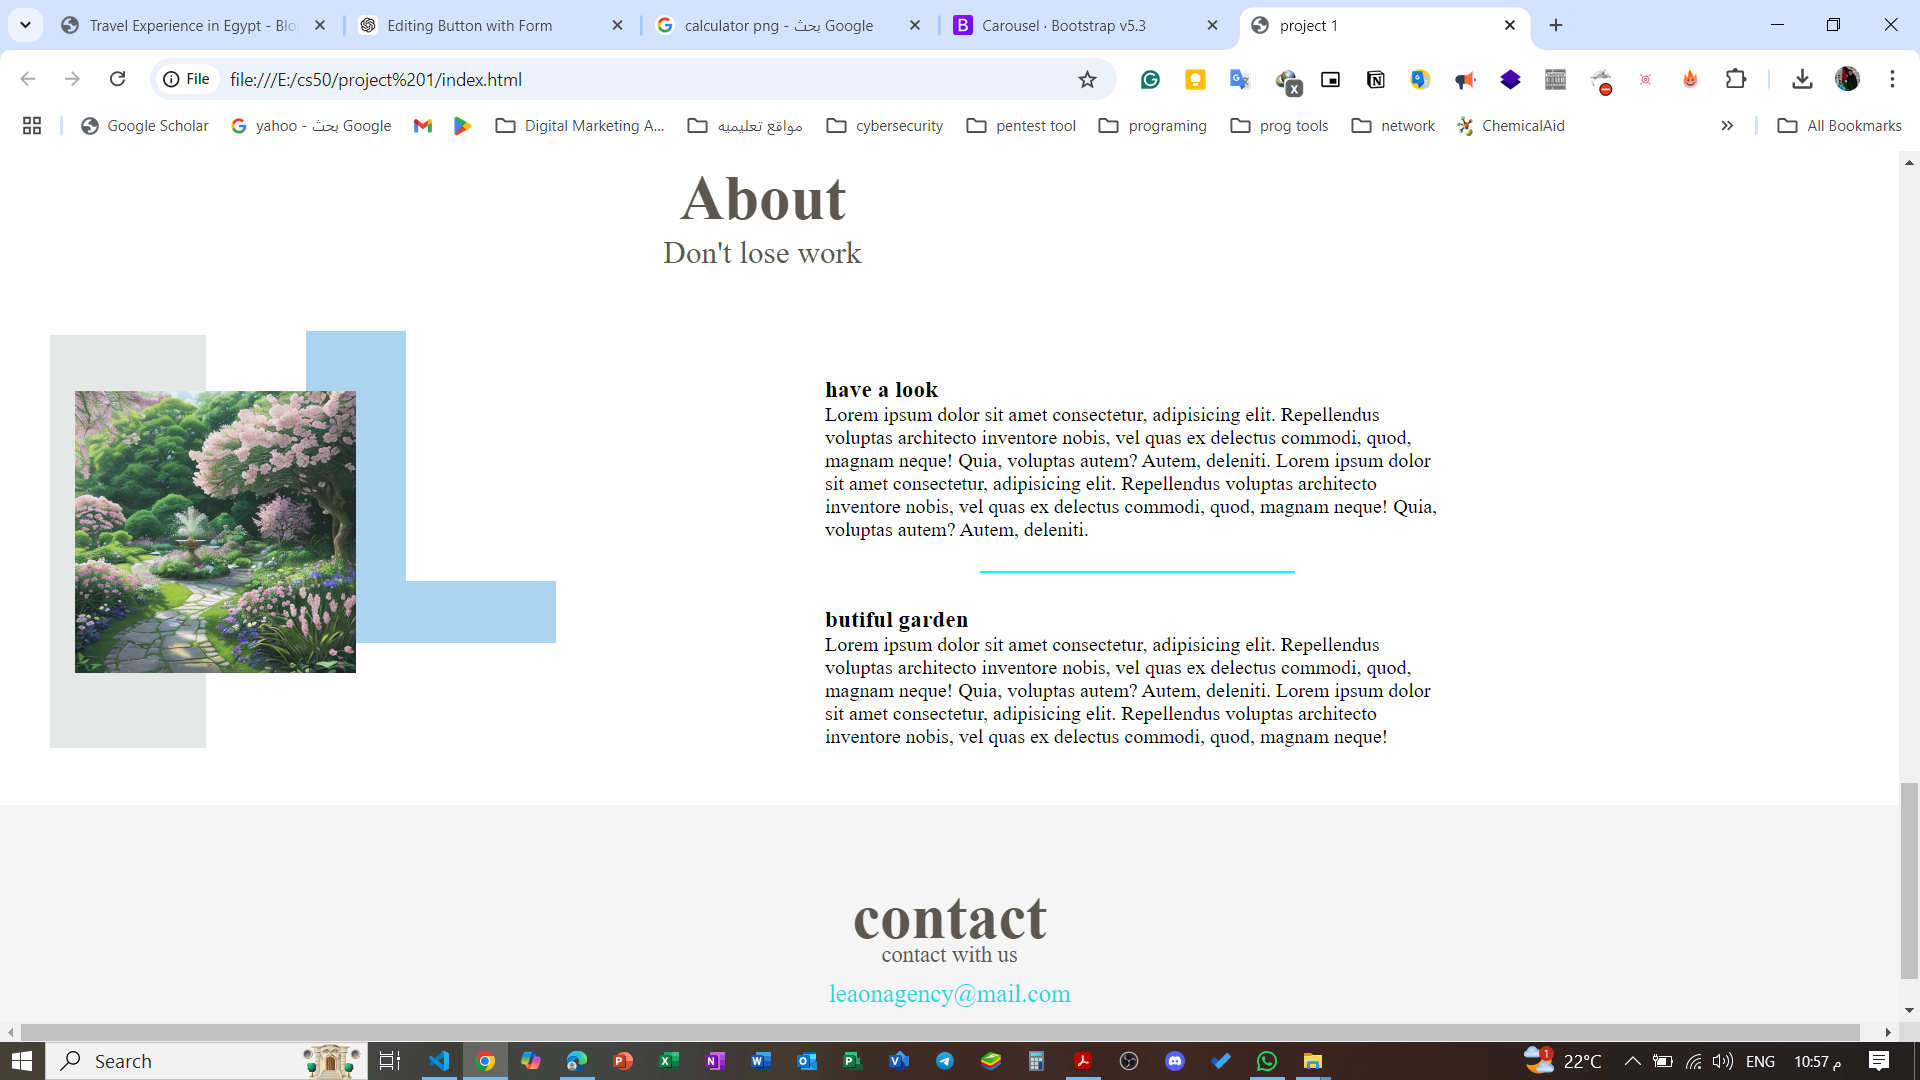 Travel Experience in Egypt - Blo
Editing Button with Form
calculator png - بحث Google
Carousel · Bootstrap v5.3
project 1
File
file:///E:/cs50/project%201/index.html
Google Scholar
yahoo - بحث Google
Digital Marketing A...
مواقع تعليميه
cybersecurity
pentest tool
programing
prog tools
network
ChemicalAid
All Bookmarks
About
Don't lose work
have a look
Lorem ipsum dolor sit amet consectetur, adipisicing elit. Repellendus
voluptas architecto inventore nobis, vel quas ex delectus commodi, quod,
magnam neque! Quia, voluptas autem? Autem, deleniti. Lorem ipsum dolor
sit amet consectetur, adipisicing elit. Repellendus voluptas architecto
inventore nobis, vel quas ex delectus commodi, quod, magnam neque! Quia,
voluptas autem? Autem, deleniti.
butiful garden
Lorem ipsum dolor sit amet consectetur, adipisicing elit. Repellendus
voluptas architecto inventore nobis, vel quas ex delectus commodi, quod,
magnam neque! Quia, voluptas autem? Autem, deleniti. Lorem ipsum dolor
sit amet consectetur, adipisicing elit. Repellendus voluptas architecto
inventore nobis, vel quas ex delectus commodi, quod, magnam neque!
contact
contact with us
leaonagency@mail.com
Search
22°C
ENG
10:57 م